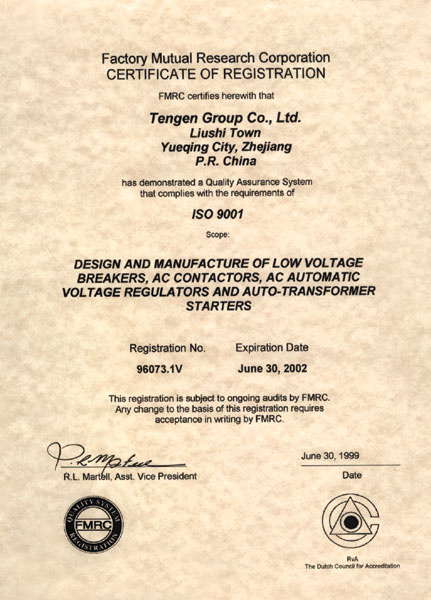 Factory Mutual Research Corporation
CERTIFICATE OF REGISTRATION
FMRC certifies herewith that
Tengen Group Co., Ltd.
Liushi Town
Yueqing City, Zhejiang
P.R. China
has demonstrated a Quality Assurance System
that complies with the requirements of
ISO 9001
Scope:
DESIGN AND MANUFACTURE OF LOW VOLTAGE
BREAKERS, AC CONTACTORS, AC AUTOMATIC
VOLTAGE REGULATORS AND AUTO-TRANSFORMER
STARTERS
Registration No. Expiration Date
96073.1V June 30, 2002
This registration is subject to ongoing audits by FMRC.
Any change to the basis of this registration requires
acceptance in writing by FMRC.
June 30, 1999
R.L. Martell, Asst. Vice President
Date
QUALITY SYSTEM
FMRC
REGISTRATION
RvA
The Dutch Council for Accreditation